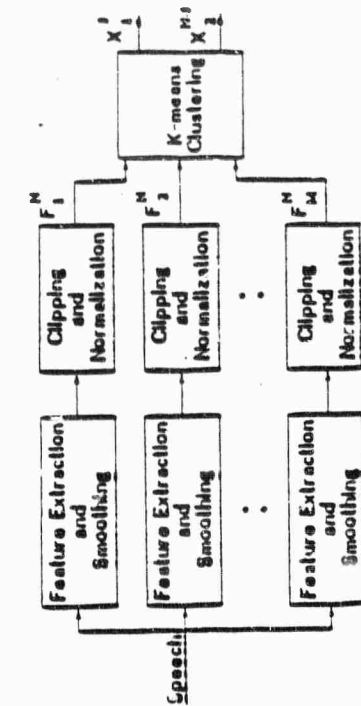 Speech
Feature Extraction
and
Smoothing
Clipping
and
Normalization
F
Feature Extraction
and
Smoothing
Clipping
and
Normalization
F
Feature Extraction
and
Smoothing
Clipping
and
Normalization
F
K-means
Clustering
X
X